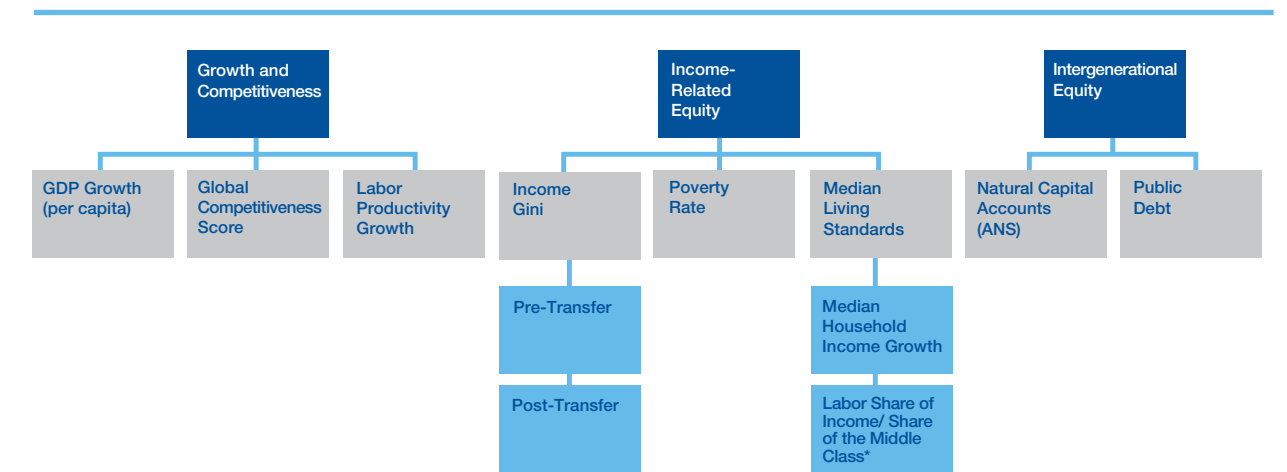 Growth and
Competitiveness
Income-
Related
Equity
Intergenerational
Equity
GDP Growth
(per capita)
Global
Competitiveness
Score
Labor
Productivity
Growth
Income
Gini
Poverty
Rate
Median
Living
Standards
Natural Capital
Accounts
(ANS)
Public
Debt
Pre-Transfer
Median
Household
Income Growth
Post-Transfer
Labor Share of
Income/ Share
of the Middle
Class*